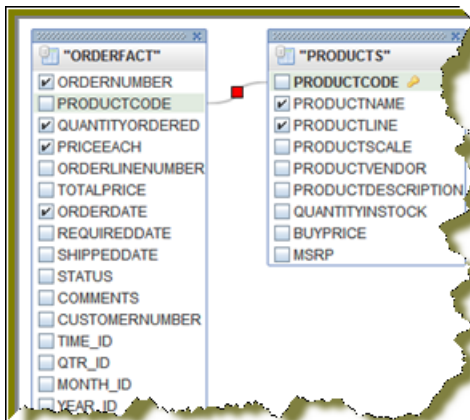 "ORDERFACT"
ORDERNUMBER
PRODUCTCODE
QUANTITYORDERED
PRICEEACH
ORDERLINENUMBER
TOTALPRICE
ORDERDATE
REQUIREDDATE
SHIPPEDDATE
STATUS
COMMENTS
CUSTOMERNUMBER
TIME_ID
QTR_ID
MONTH_ID
YEAR_ID
"PRODUCTS"
PRODUCTCODE
PRODUCTNAME
PRODUCTLINE
PRODUCTSCALE
PRODUCTVENDOR
PRODUCTDESCRIPTION
QUANTITYINSTOCK
BUYPRICE
MSRP